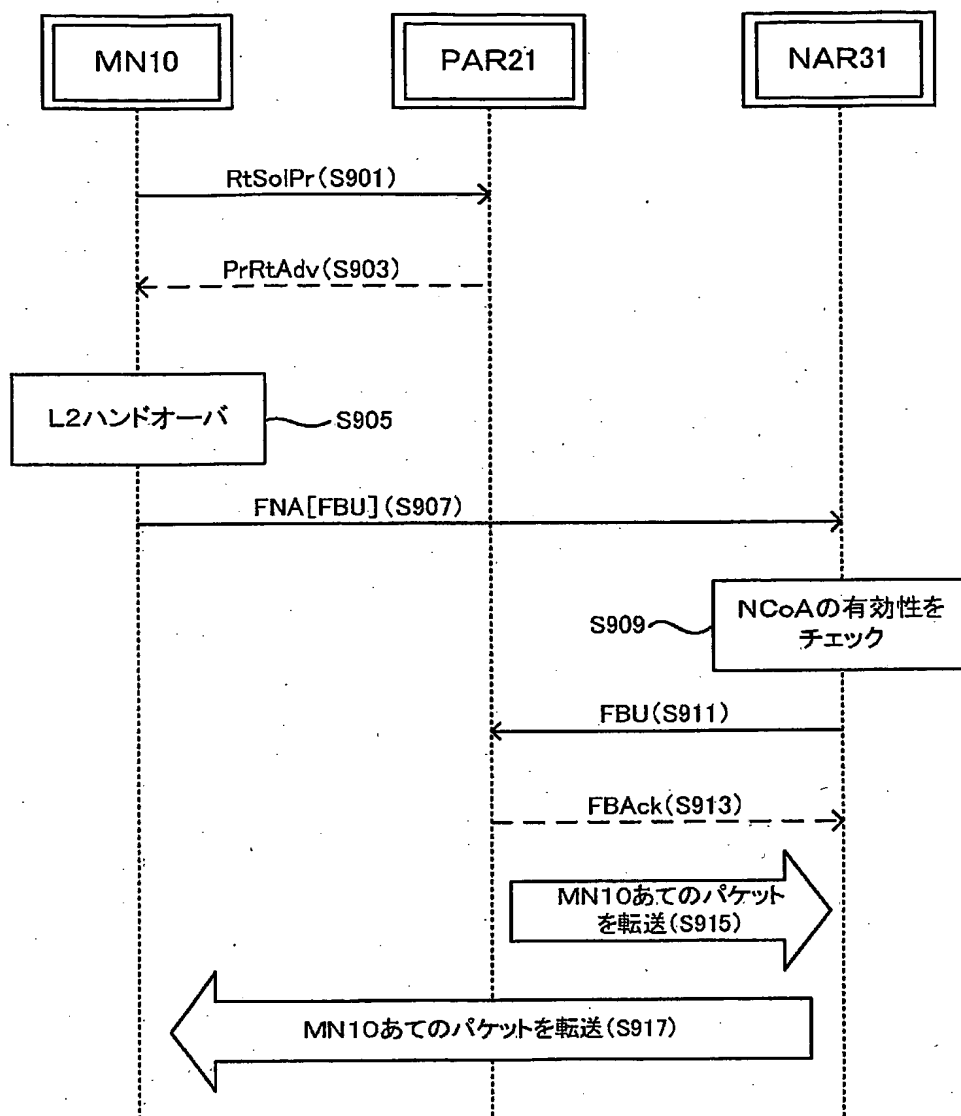 MN10
PAR21
NAR31
RtSolPr(S901)
PrRtAdv(S903)
L2ハンドオーバ
S905
FNA[FBU](S907)
S909
NCoAの有効性を
チェック
FBU(S911)
FBAck(S913)
MN10あてのパケット
を転送(S915)
MN10あてのパケットを転送(S917)